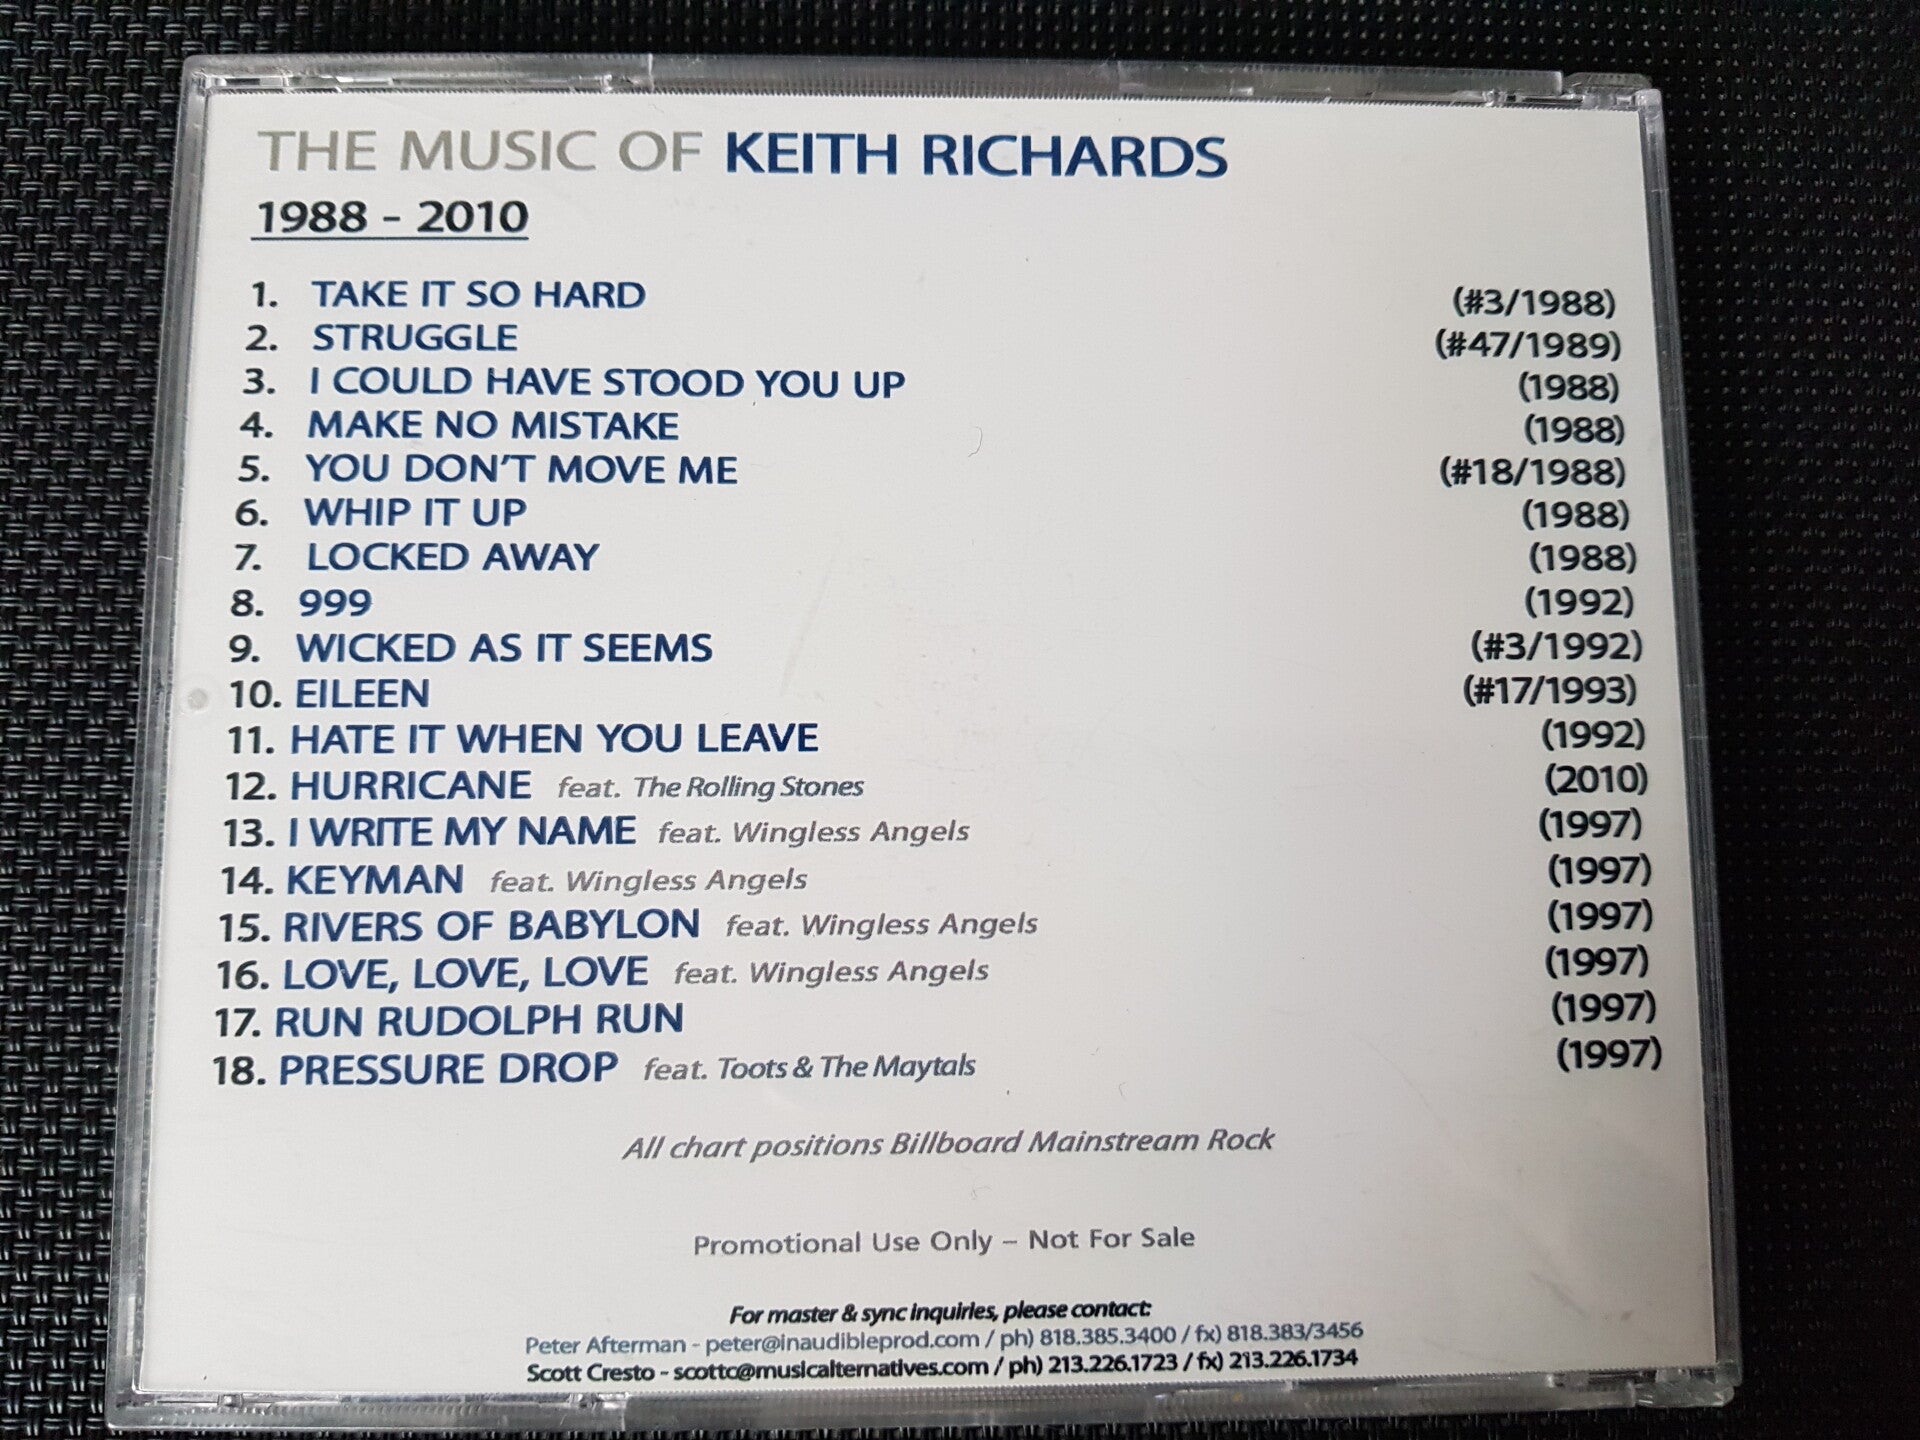 THE MUSIC OF KEITH RICHARDS
1988 - 2010
1. TAKE IT SO HARD (#3/1988)
2. STRUGGLE (#47/1989)
3. I COULD HAVE STOOD YOU UP (1988)
4. MAKE NO MISTAKE (1988)
5. YOU DON'T MOVE ME (#18/1988)
6. WHIP IT UP (1988)
7. LOCKED AWAY (1988)
8. 999 (1992)
9. WICKED AS IT SEEMS (#3/1992)
10. EILEEN (#17/1993)
11. HATE IT WHEN YOU LEAVE (1992)
12. HURRICANE feat. The Rolling Stones (2010)
13. I WRITE MY NAME feat. Wingless Angels (1997)
14. KEYMAN feat. Wingless Angels (1997)
15. RIVERS OF BABYLON feat. Wingless Angels (1997)
16. LOVE, LOVE, LOVE feat. Wingless Angels (1997)
17. RUN RUDOLPH RUN (1997)
18. PRESSURE DROP feat. Toots & The Maytals (1997)
All chart positions Billboard Mainstream Rock
Promotional Use Only – Not For Sale
For master & sync inquiries, please contact:
Peter Afterman - peter@inaudibleprod.com / ph) 818.385.3400 / fx) 818.383/3456
Scott Cresto - scottc@musicalternatives.com / ph) 213.226.1723 / fx) 213.226.1734